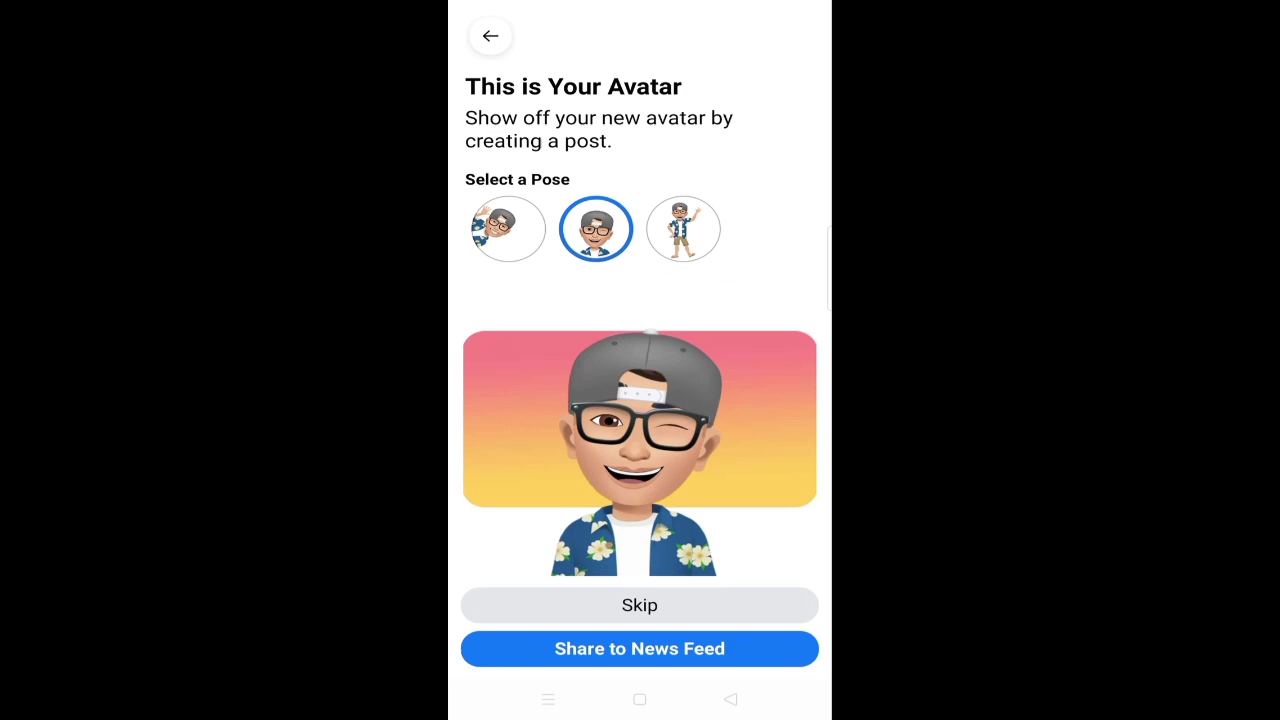 This is Your Avatar
Show off your new avatar by
creating a post.
Select a Pose
Skip
Share to News Feed